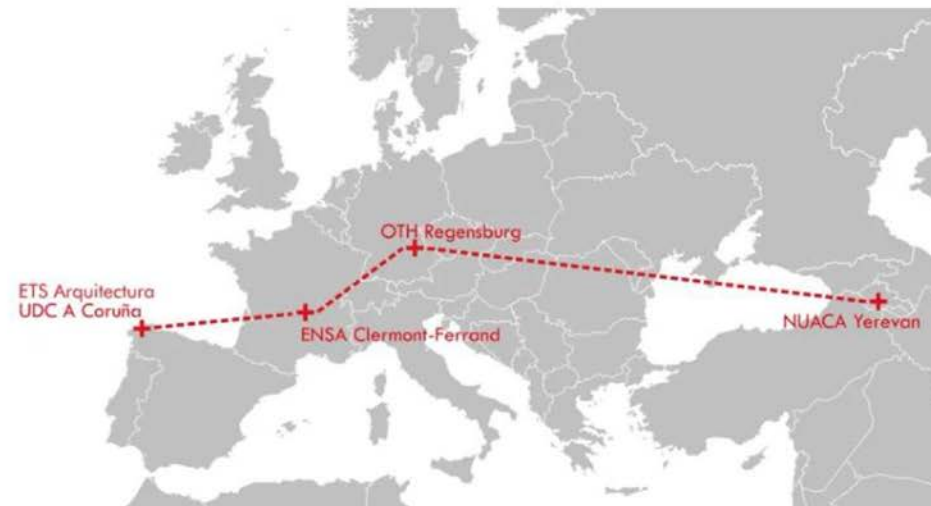 OTH Regensburg
ETS Arquitectura
UDC A Coruña
ENSA Clermont-Ferrand
NUACA Yerevan